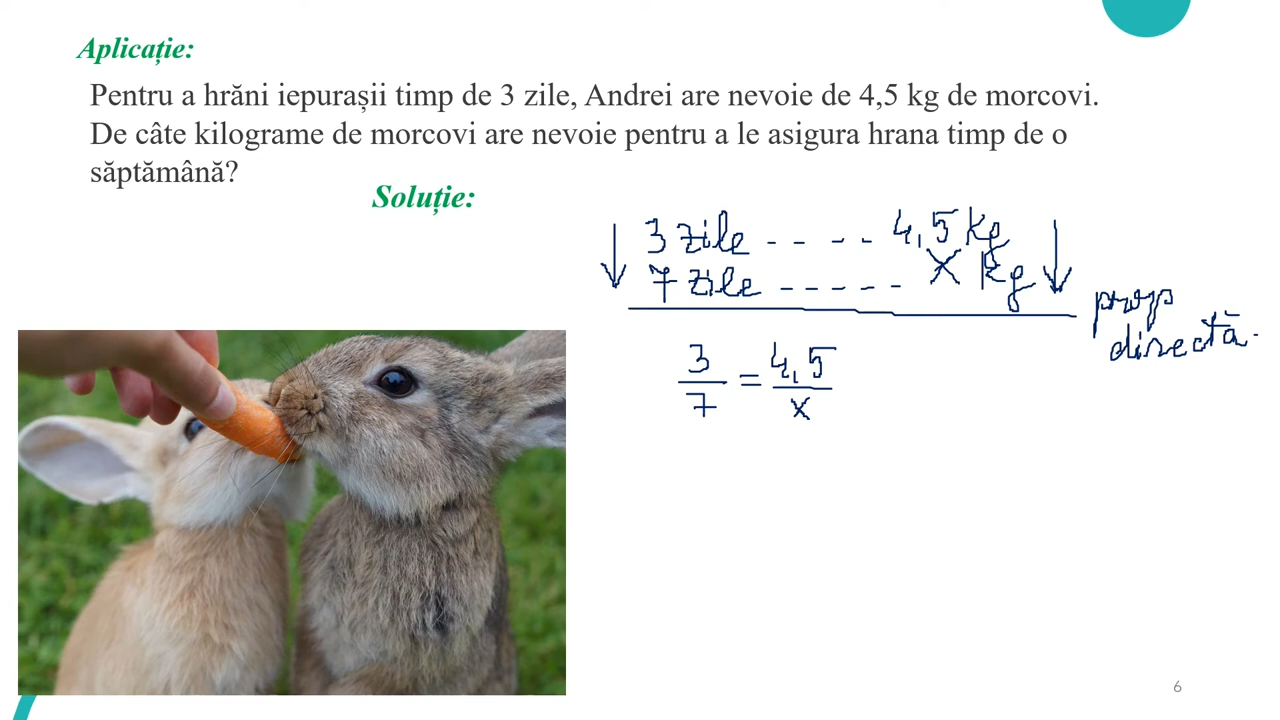 Aplicație:
Pentru a hrăni iepurașii timp de 3 zile, Andrei are nevoie de 4,5 kg de morcovi.
De câte kilograme de morcovi are nevoie pentru a le asigura hrana timp de o
săptămână?
Soluție:
3 zile - - - - - 4,5 kg
7 zile - - - - - x kg
prop
directă.
3/7 = 4,5/x
6